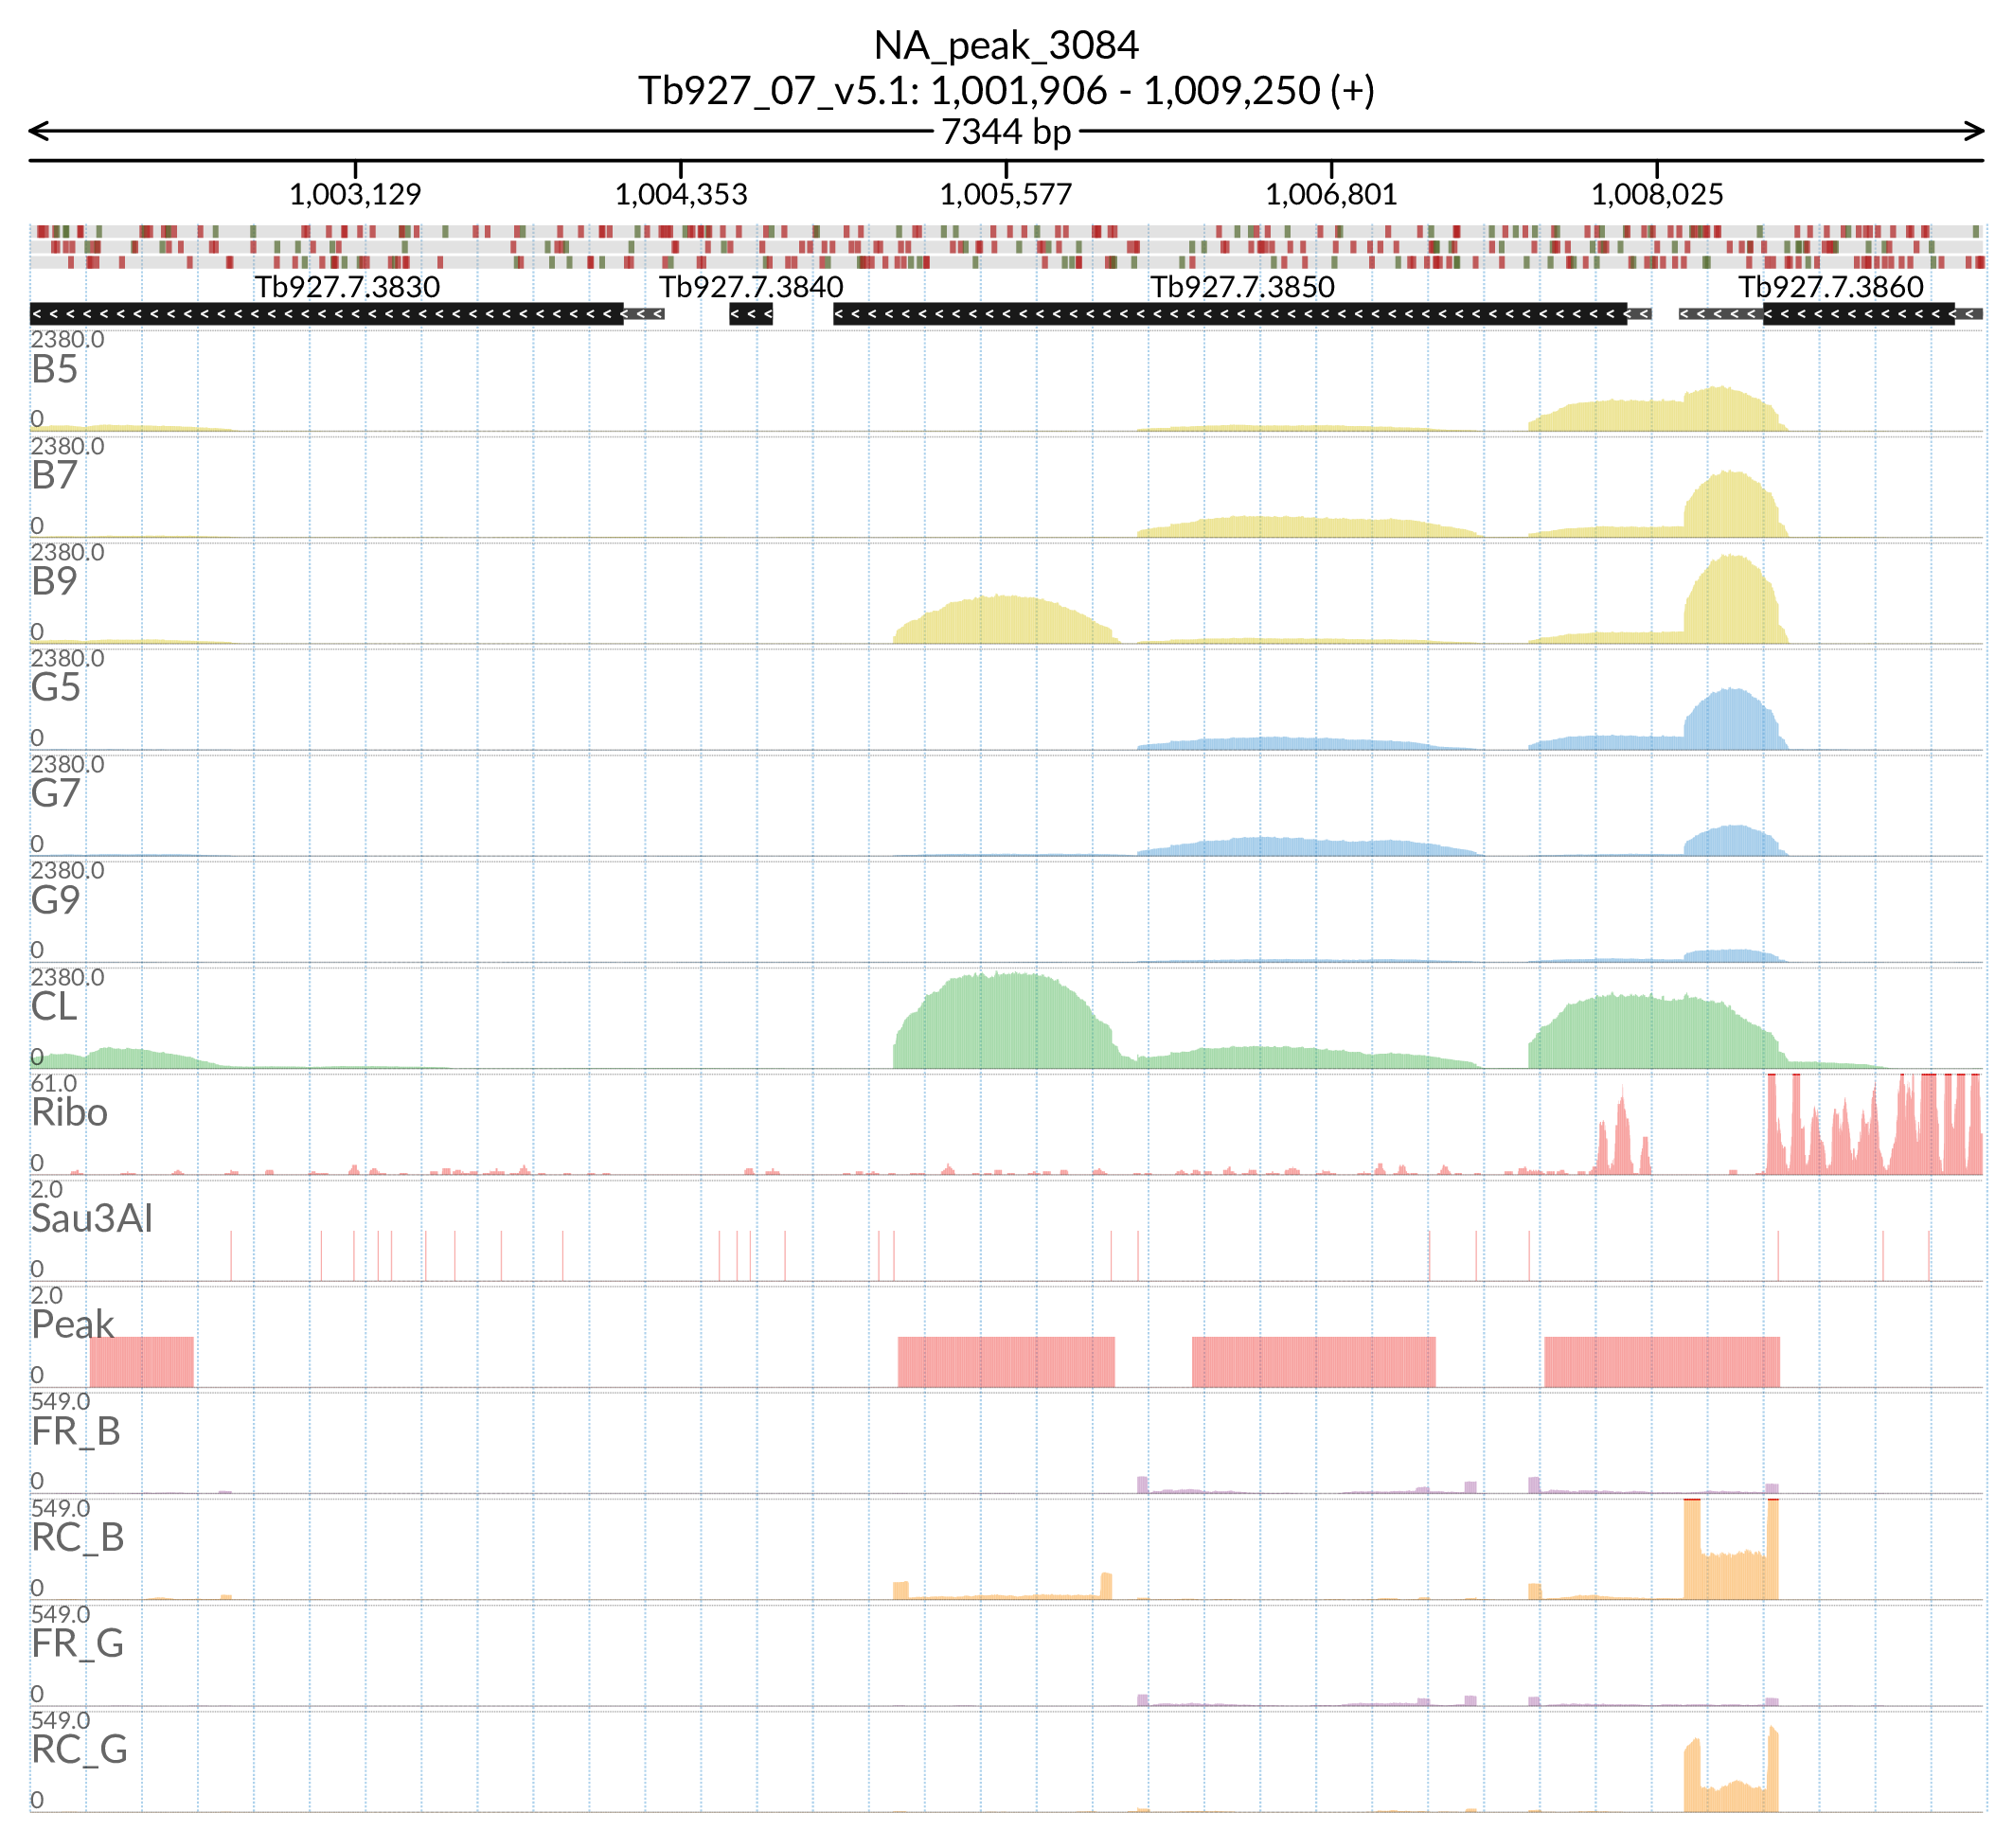 NA_peak_3084
Tb927_07_v5.1: 1,001,906 - 1,009,250 (+)
7344 bp
1,003,129 1,004,353 1,005,577 1,006,801 1,008,025
Tb927.7.3830 Tb927.7.3840 Tb927.7.3850 Tb927.7.3860
2380.0
B5
0
2380.0
B7
0
2380.0
B9
0
2380.0
G5
0
2380.0
G7
0
2380.0
G9
0
2380.0
CL
0
61.0
Ribo
0
2.0
Sau3AI
0
2.0
Peak
0
549.0
FR_B
0
549.0
RC_B
0
549.0
FR_G
0
549.0
RC_G
0